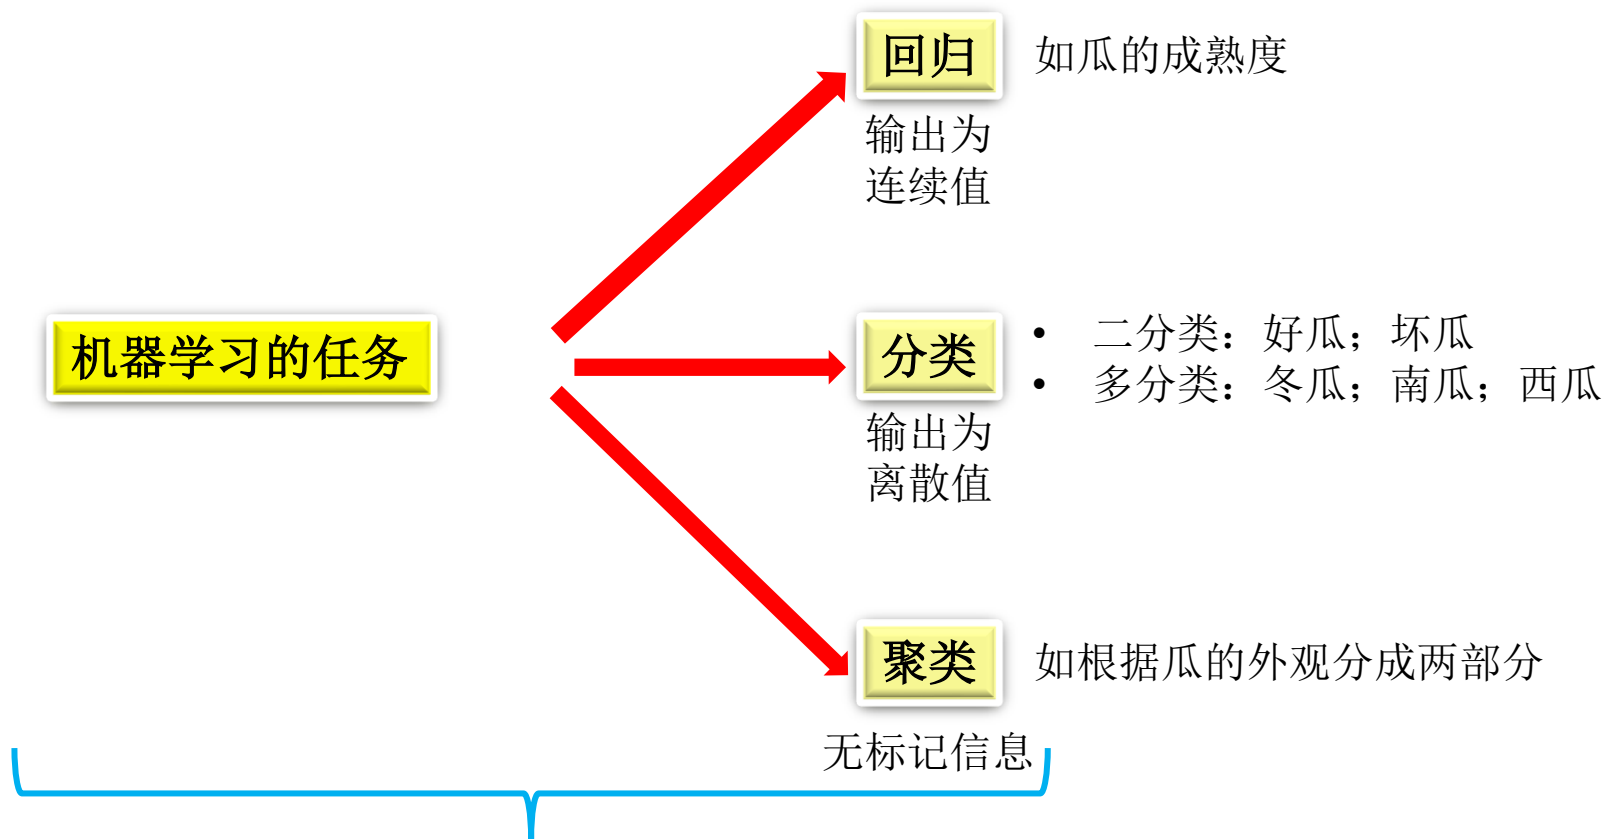 回归
如瓜的成熟度
输出为
连续值
机器学习的任务
分类
• 二分类：好瓜；坏瓜
• 多分类：冬瓜；南瓜；西瓜
输出为
离散值
聚类
如根据瓜的外观分成两部分
无标记信息